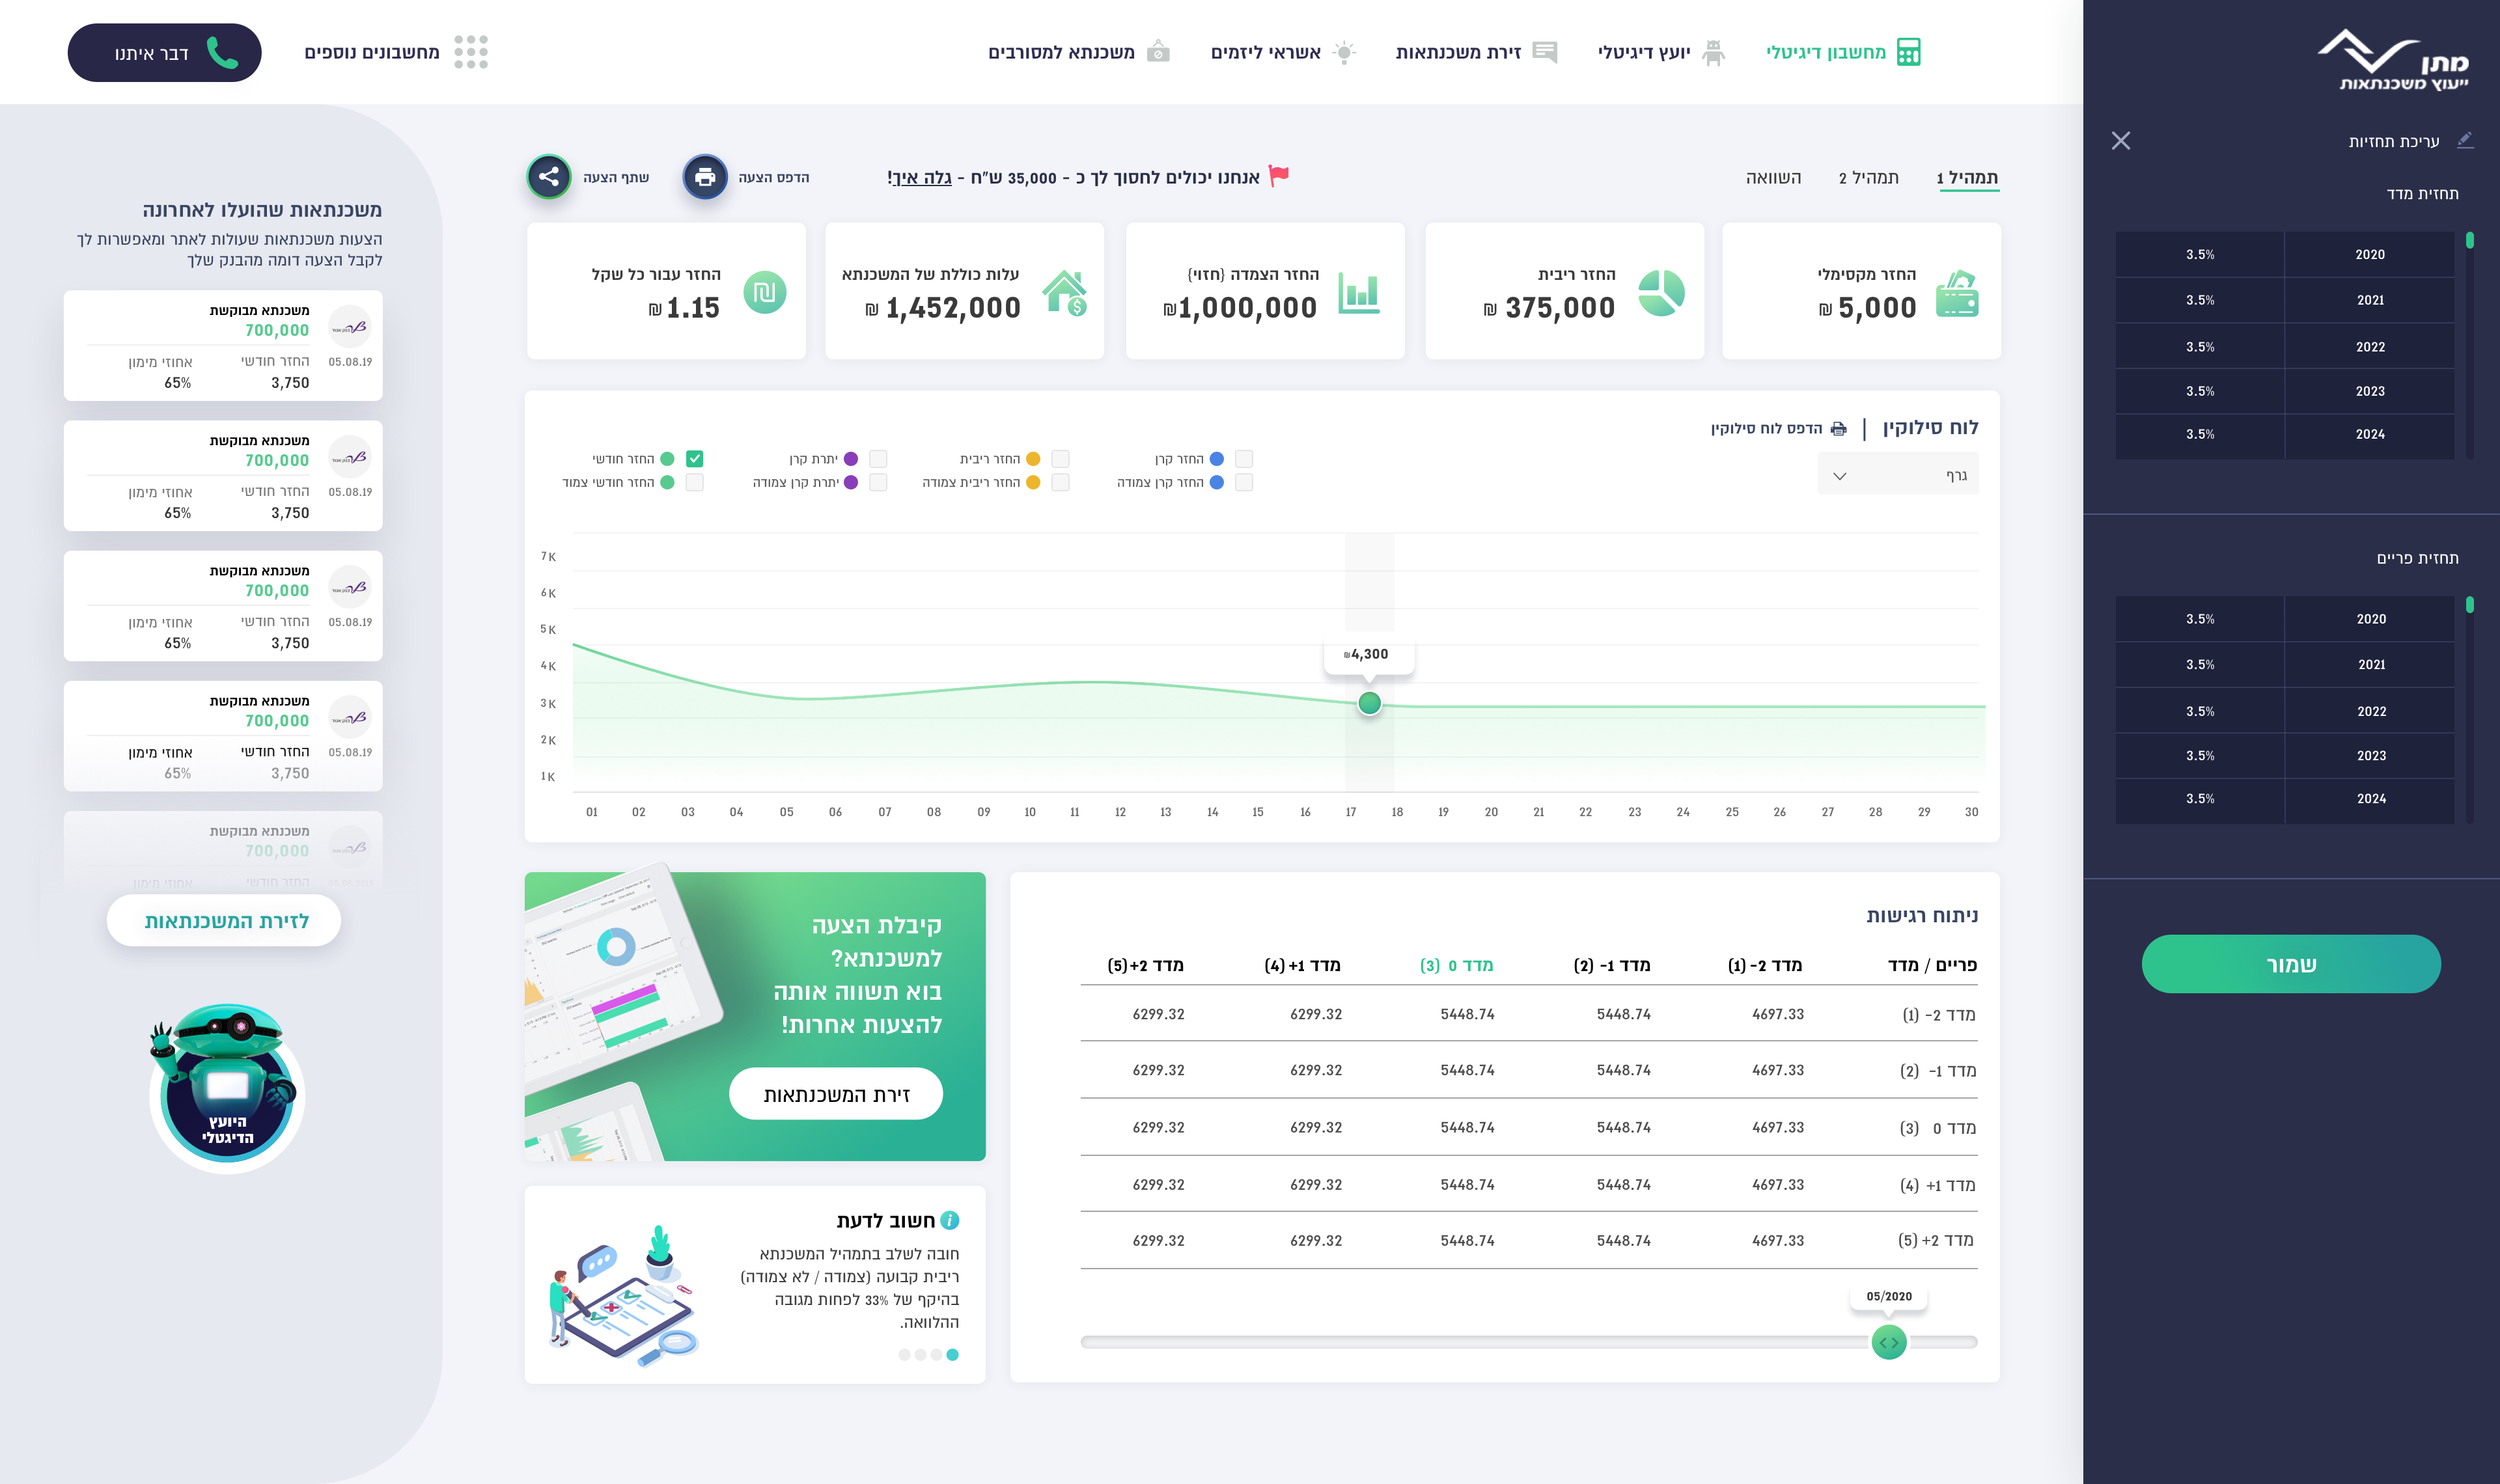 מתן
ייעוץ משכנתאות
מחשבון דיגיטלי
יועץ דיגיטלי
זירת משכנתאות
אשראי ליזמים
משכנתא למסורבים
מחשבונים נוספים
דבר איתנו
עריכת תחזיות
תחזית מדד
2020 3.5%
2021 3.5%
2022 3.5%
2023 3.5%
2024 3.5%
תחזית פריים
2020 3.5%
2021 3.5%
2022 3.5%
2023 3.5%
2024 3.5%
שמור
תמהיל 1
תמהיל 2
השוואה
אנחנו יכולים לחסוך לך כ - 35,000 ש"ח - גלה איך!
הדפס הצעה
שתף הצעה
החזר מקסימלי
5,000 ₪
החזר ריבית
375,000 ₪
החזר הצמדה {חזוי}
1,000,000₪
עלות כוללת של המשכנתא
1,452,000 ₪
החזר עבור כל שקל
1.15 ₪
לוח סילוקין | הדפס לוח סילוקין
גרף
החזר קרן
החזר ריבית
יתרת קרן
החזר חודשי
החזר קרן צמודה
החזר ריבית צמודה
יתרת קרן צמודה
החזר חודשי צמוד
7K
6K
5K
4K
3K
2K
1K
4,300₪
01 02 03 04 05 06 07 08 09 10 11 12 13 14 15 16 17 18 19 20 21 22 23 24 25 26 27 28 29 30
ניתוח רגישות
פריים / מדד מדד 2- (1) מדד 1- (2) מדד 0 (3) מדד 1+ (4) מדד 2+ (5)
מדד 2- (1) 4697.33 5448.74 5448.74 6299.32 6299.32
מדד 1- (2) 4697.33 5448.74 5448.74 6299.32 6299.32
מדד 0 (3) 4697.33 5448.74 5448.74 6299.32 6299.32
מדד 1+ (4) 4697.33 5448.74 5448.74 6299.32 6299.32
מדד 2+ (5) 4697.33 5448.74 5448.74 6299.32 6299.32
05/2020
קיבלת הצעה
למשכנתא?
בוא תשווה אותה
להצעות אחרות!
זירת המשכנתאות
חשוב לדעת
חובה לשלב בתמהיל המשכנתא
ריבית קבועה (צמודה / לא צמודה)
בהיקף של 33% לפחות מגובה
ההלוואה.
משכנתאות שהועלו לאחרונה
הצעות משכנתאות שעולות לאתר ומאפשרות לך
לקבל הצעה דומה מהבנק שלך
משכנתא מבוקשת
700,000
05.08.19 החזר חודשי אחוזי מימון
3,750 65%
משכנתא מבוקשת
700,000
05.08.19 החזר חודשי אחוזי מימון
3,750 65%
משכנתא מבוקשת
700,000
05.08.19 החזר חודשי אחוזי מימון
3,750 65%
משכנתא מבוקשת
700,000
05.08.19 החזר חודשי אחוזי מימון
3,750 65%
משכנתא מבוקשת
700,000
החזר חודשי אחוזי מימון
לזירת המשכנתאות
היועץ
הדיגטלי